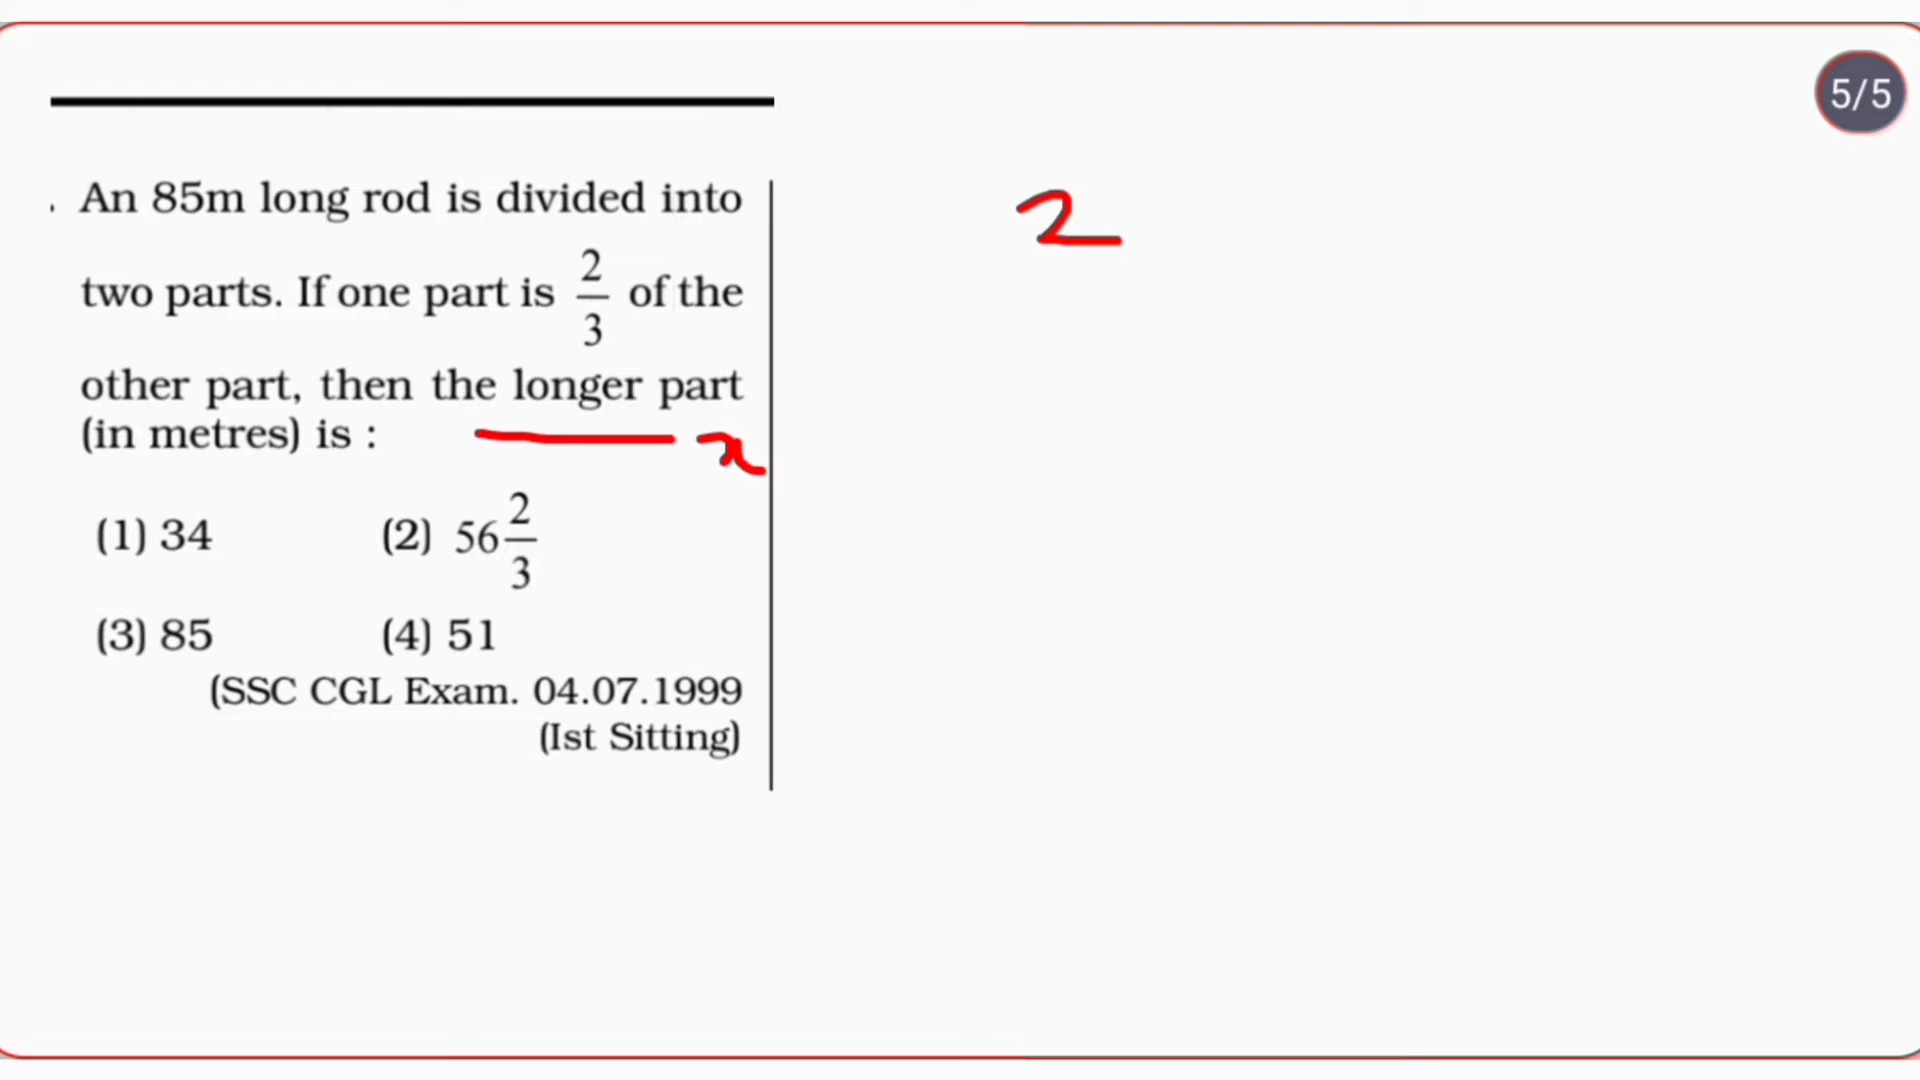 5/5
. An 85m long rod is divided into
two parts. If one part is 2/3 of the
other part, then the longer part
(in metres) is :
x
(1) 34 (2) 56 2/3
(3) 85 (4) 51
(SSC CGL Exam. 04.07.1999
(Ist Sitting)
2